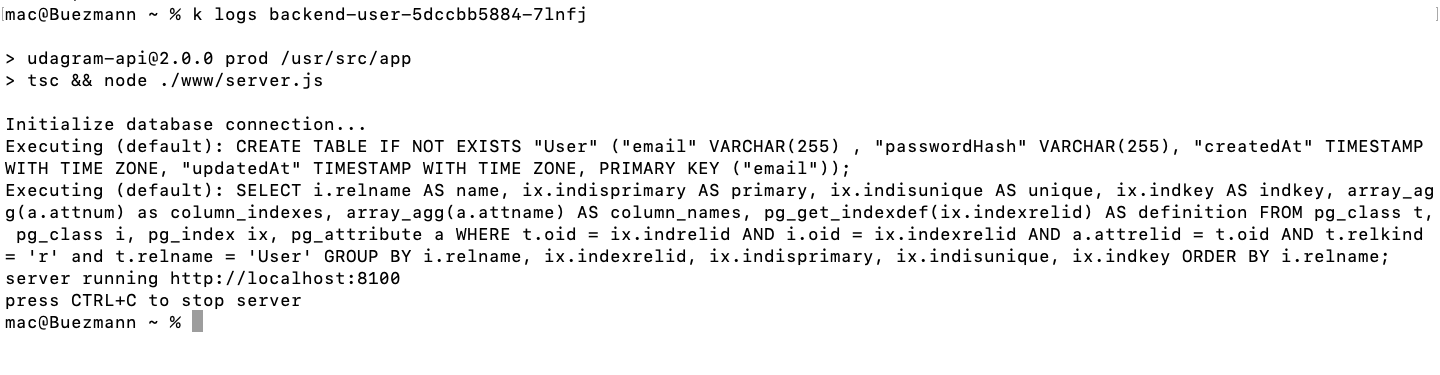 mac@Buezmann ~ % k logs backend-user-5dccbb5884-7lnfj
> udagram-api@2.0.0 prod /usr/src/app
> tsc && node ./www/server.js
Initialize database connection...
Executing (default): CREATE TABLE IF NOT EXISTS "User" ("email" VARCHAR(255) , "passwordHash" VARCHAR(255), "createdAt" TIMESTAMP
WITH TIME ZONE, "updatedAt" TIMESTAMP WITH TIME ZONE, PRIMARY KEY ("email"));
Executing (default): SELECT i.relname AS name, ix.indisprimary AS primary, ix.indisunique AS unique, ix.indkey AS indkey, array_ag
g(a.attnum) as column_indexes, array_agg(a.attname) AS column_names, pg_get_indexdef(ix.indexrelid) AS definition FROM pg_class t,
pg_class i, pg_index ix, pg_attribute a WHERE t.oid = ix.indrelid AND i.oid = ix.indexrelid AND a.attrelid = t.oid AND t.relkind
= 'r' and t.relname = 'User' GROUP BY i.relname, ix.indexrelid, ix.indisprimary, ix.indisunique, ix.indkey ORDER BY i.relname;
server running http://localhost:8100
press CTRL+C to stop server
mac@Buezmann ~ %